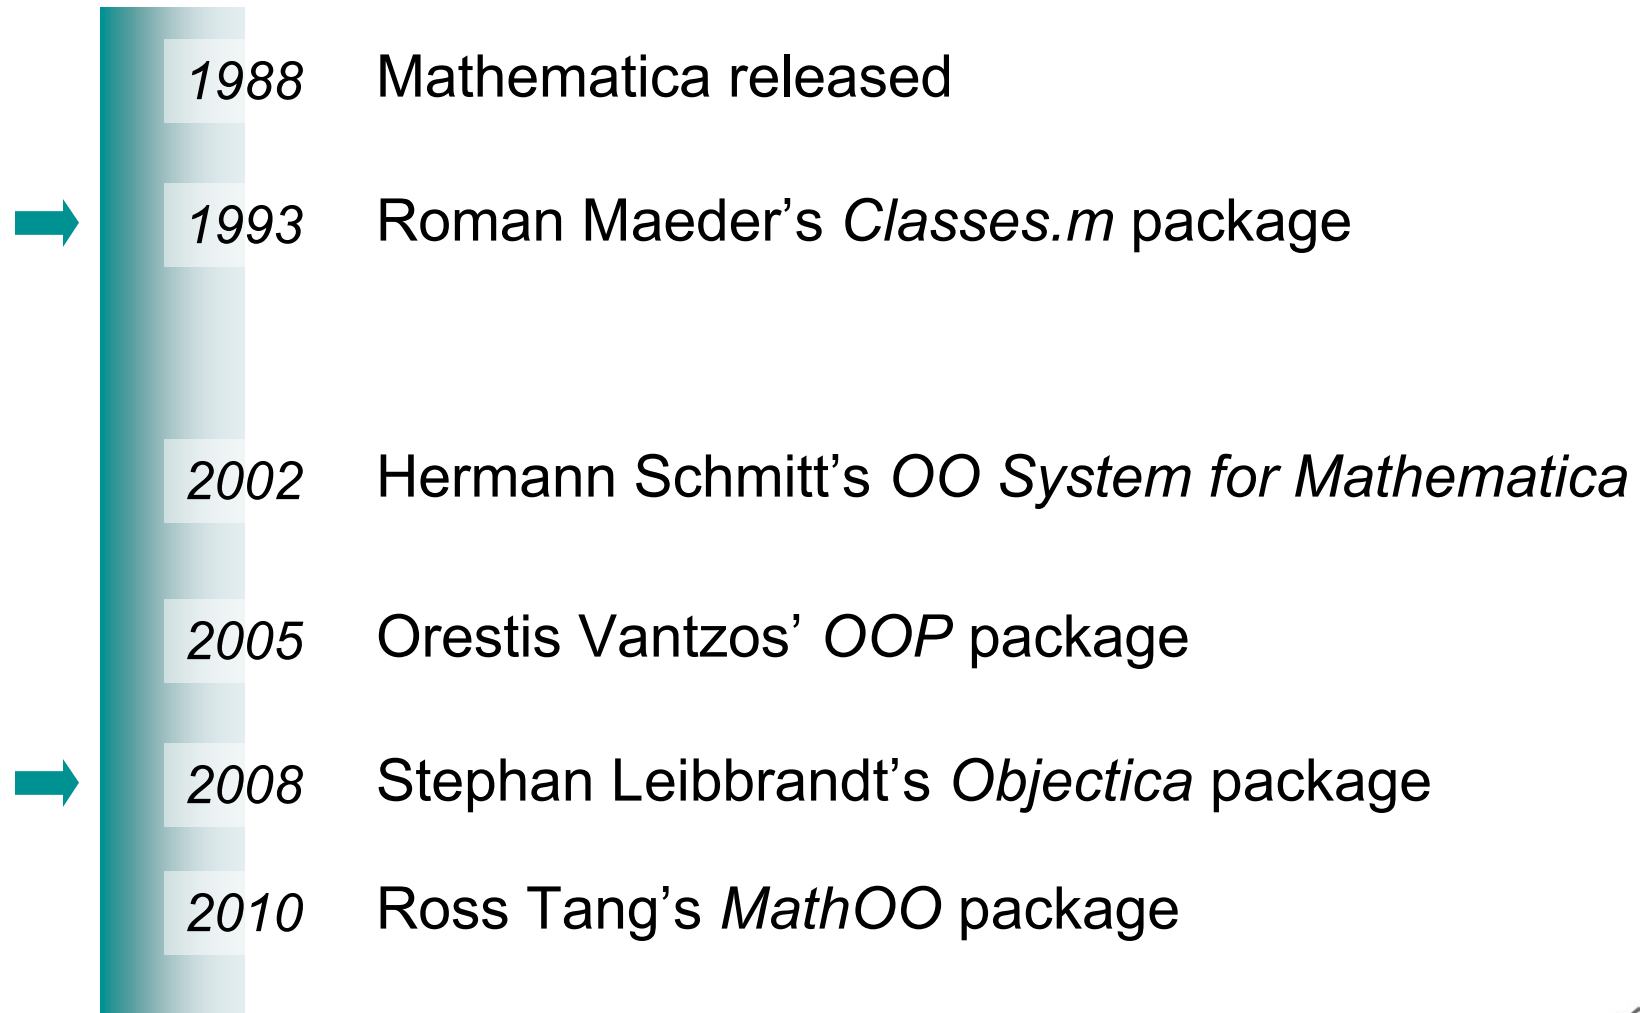 1988 Mathematica released
1993 Roman Maeder’s Classes.m package
2002 Hermann Schmitt’s OO System for Mathematica
2005 Orestis Vantzos’ OOP package
2008 Stephan Leibbrandt’s Objectica package
2010 Ross Tang’s MathOO package